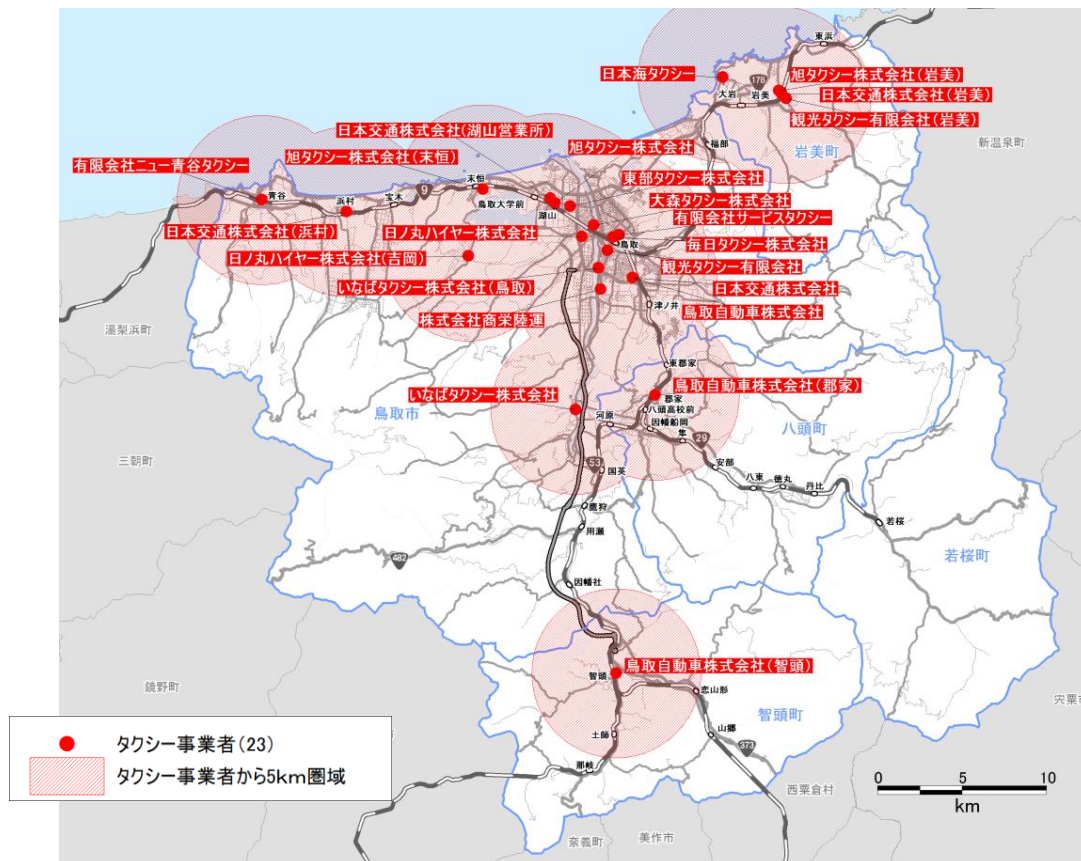 東浜
日本海タクシー
178
旭タクシー株式会社(岩美)
大岩
岩美
日本交通株式会社(岩美)
観光タクシー有限会社(岩美)
日本交通株式会社(湖山営業所)
旭タクシー株式会社
福部
岩美町
新温泉町
有限会社ニュー青谷タクシー
旭タクシー株式会社(末恒)
東部タクシー株式会社
末恒
9
青谷
浜村
宝木
鳥取大学前
湖山
大森タクシー株式会社
有限会社サービスタクシー
日本交通株式会社(浜村)
日ノ丸ハイヤー株式会社
鳥取
毎日タクシー株式会社
日ノ丸ハイヤー株式会社(吉岡)
観光タクシー有限会社
いなばタクシー株式会社(鳥取)
日本交通株式会社
津ノ井
鳥取自動車株式会社
株式会社商栄陸運
湯梨浜町
東郡家
鳥取自動車株式会社(郡家)
いなばタクシー株式会社
郡家
八頭高校前
鳥取市
河原
因幡船岡
八頭町
隼
29
三朝町
53
国英
安部
八東
徳丸
丹比
鷹狩
用瀬
若桜
482
若桜町
因幡社
鳥取自動車株式会社(智頭)
智頭
恋山形
鏡野町
智頭町
宍粟市
土師
山郷
373
那岐
西粟倉村
奈義町
美作市
タクシー事業者(23)
タクシー事業者から5km圏域
0 5 10
km